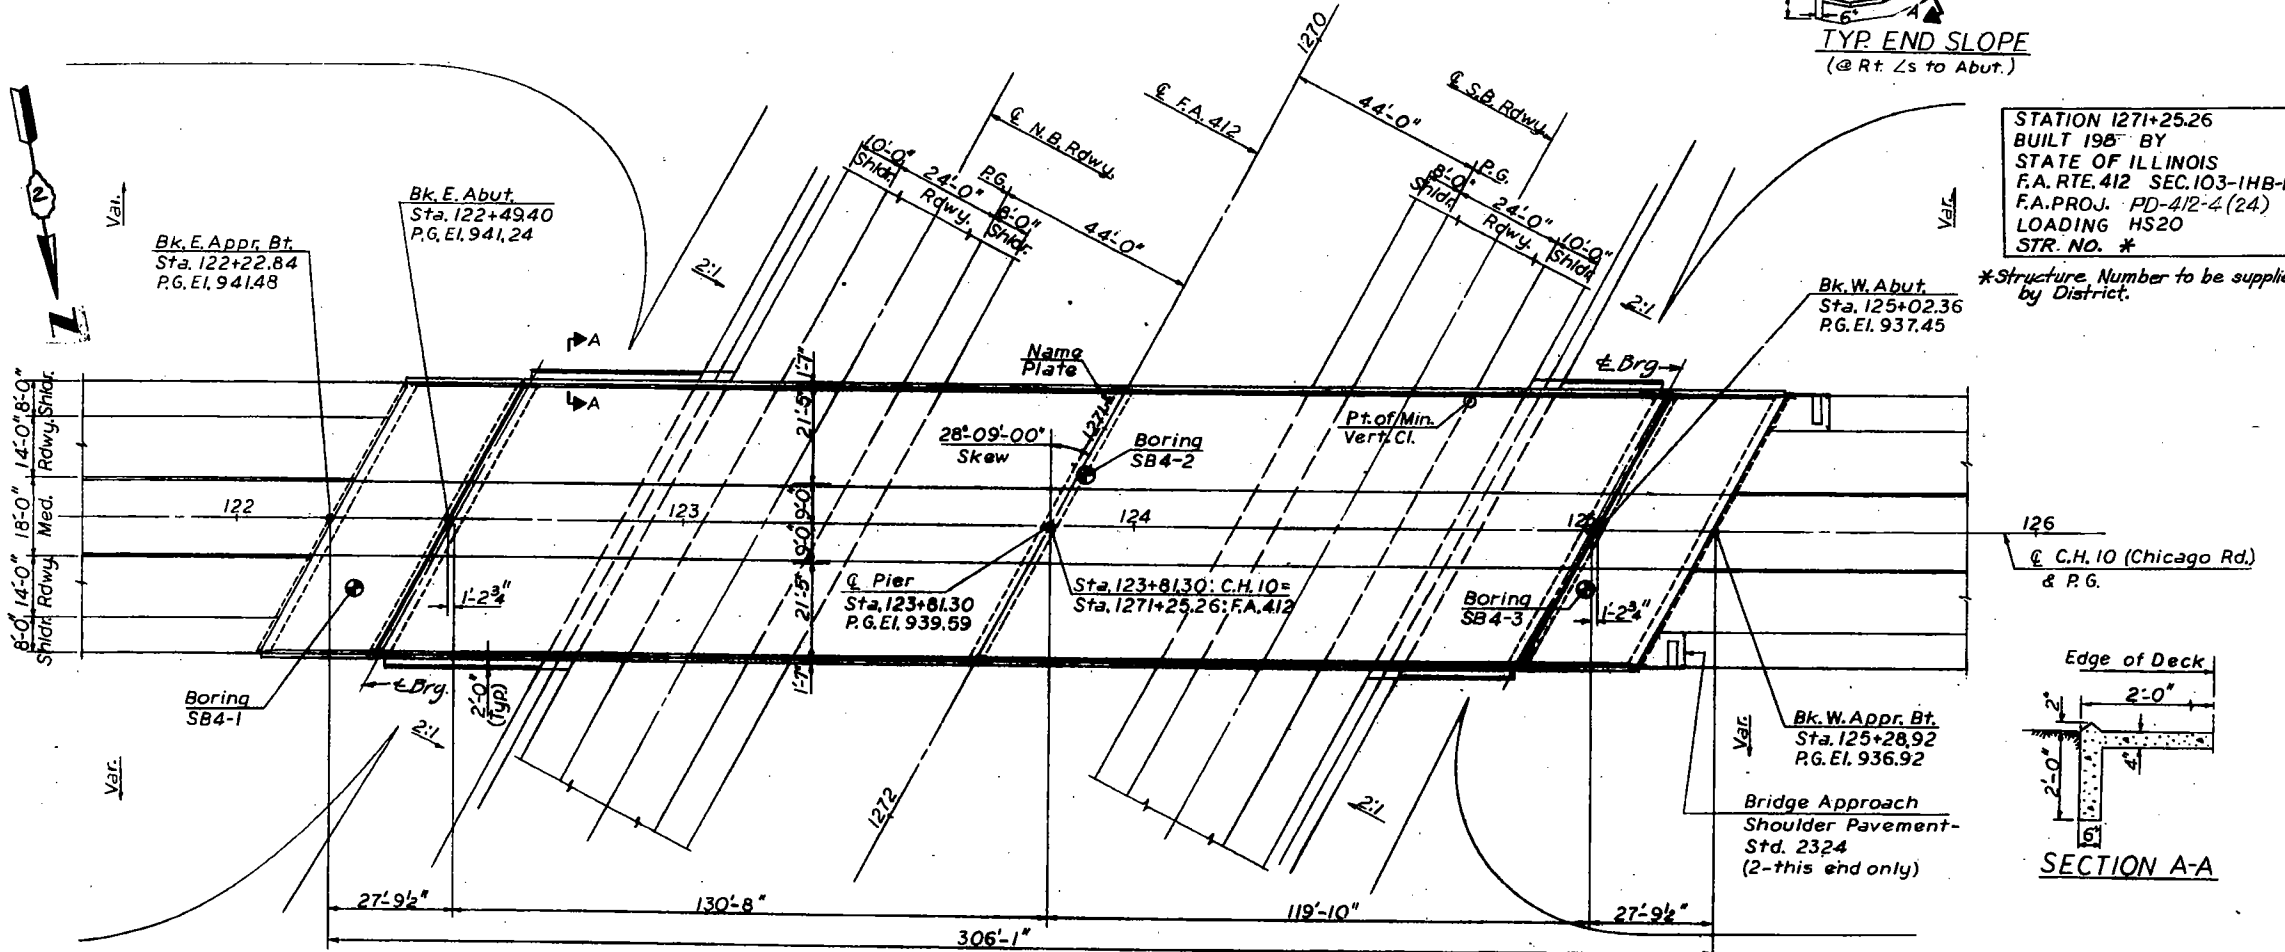 6"
A
TYP. END SLOPE
(@ Rt. ∠s to Abut.)
STATION 1271+25.26
BUILT 198 BY
STATE OF ILLINOIS
F.A. RTE. 412 SEC. 103-1HB-
F.A. PROJ. PD-412-4(24)
LOADING HS20
STR. NO. *
*Structure Number to be supplie
by District.
2
Z
Var.
Bk. E. Appr. Bt.
Sta. 122+22.84
P.G. El. 941.48
Bk. E. Abut.
Sta. 122+49.40
P.G. El. 941.24
2:1
10'-0"
Shldr.
24'-0"
Rdwy.
8'-0"
Shldr.
P.G.
44'-0"
℄ N.B. Rdwy.
℄ F.A. 412
1270
44'-0"
℄ S.B. Rdwy.
P.G.
8'-0"
Shldr.
24'-0"
Rdwy.
10'-0"
Shldr.
2:1
Var.
Bk. W. Abut.
Sta. 125+02.36
P.G. El. 937.45
℄ Brg.
A
A
Name
Plate
1271
Pt. of Min.
Vert. Cl.
28°-09'-00"
Skew
Boring
SB4-2
8'-0"
Shldr.
14'-0"
Rdwy.
18'-0"
Med.
14'-0"
Rdwy.
8'-0"
Shldr.
1'-7"
21'-5"
9'-0"
9'-0"
21'-5"
1'-7"
122
123
124
126
℄ C.H. 10 (Chicago Rd.)
& P.G.
1'-2¾"
℄ Pier
Sta. 123+81.30
P.G. El. 939.59
Sta. 123+81.30: C.H. 10=
Sta. 1271+25.26: F.A. 412
Boring
SB4-3
1'-2¾"
Boring
SB4-1
℄ Brg.
2'-0"
(Typ)
2:1
Var.
1272
2:1
Var.
Bk. W. Appr. Bt.
Sta. 125+28.92
P.G. El. 936.92
Bridge Approach
Shoulder Pavement-
Std. 2324
(2-this end only)
Edge of Deck
2'-0"
2"
4"
2'-0"
6"
SECTION A-A
27'-9½"
130'-8"
119'-10"
27'-9½"
306'-1"